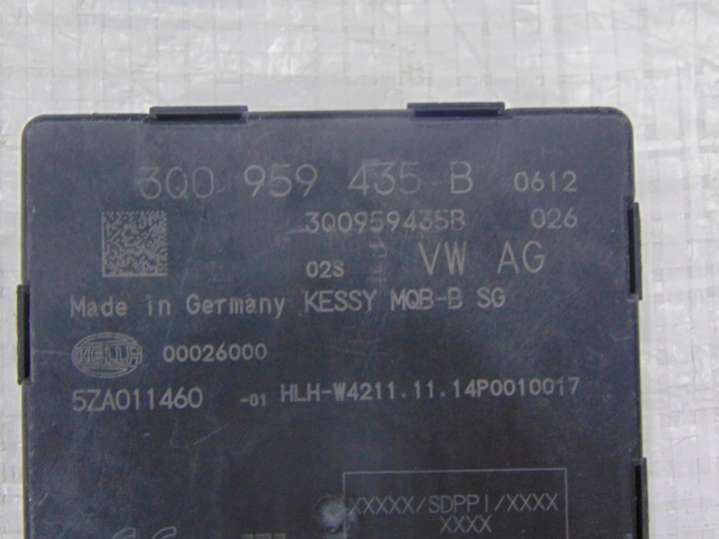 3Q0 959 435 B 0612
3Q0959435B 026
02S VW AG
Made in Germany KESSY MQB-B SG
HELLA 00026000
5ZA011460 -01 HLH-W4211.11.14P0010017
XXXXX/SDPPI/XXXX
XXXX